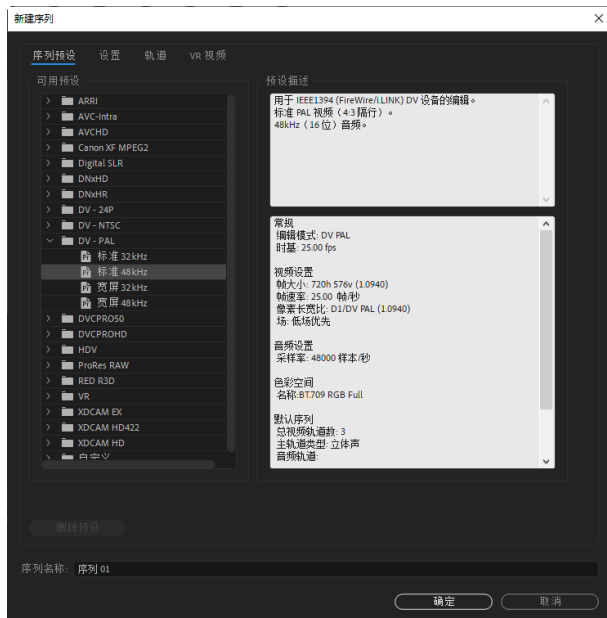 新建序列
序列预设 设置 轨道 VR 视频
可用预设
ARRI
AVC-Intra
AVCHD
Canon XF MPEG2
Digital SLR
DNxHD
DNxHR
DV - 24P
DV - NTSC
DV - PAL
标准 32kHz
标准 48kHz
宽屏 32kHz
宽屏 48kHz
DVCPRO50
DVCPROHD
HDV
ProRes RAW
RED R3D
VR
XDCAM EX
XDCAM HD422
XDCAM HD
自定义
预设描述
用于 IEEE1394 (FireWire/i.LINK) DV 设备的编辑。
标准 PAL 视频（4:3 隔行）。
48kHz（16 位）音频。
常规
编辑模式: DV PAL
时基: 25.00 fps
视频设置
帧大小: 720h 576v (1.0940)
帧速率: 25.00 帧/秒
像素长宽比: D1/DV PAL (1.0940)
场: 低场优先
音频设置
采样率: 48000 样本/秒
色彩空间
名称:BT.709 RGB Full
默认序列
总视频轨道数: 3
主轨道类型: 立体声
音频轨道:
删除预设
序列名称: 序列 01
确定 取消